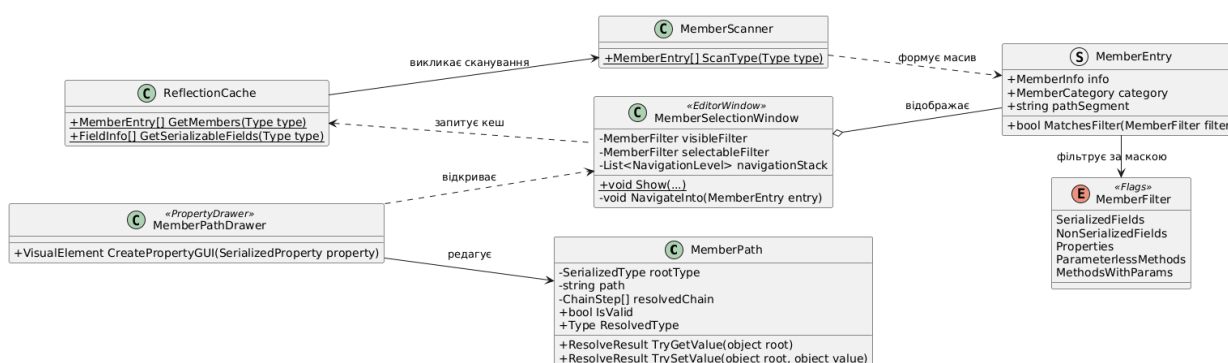 C MemberScanner
+MemberEntry[] ScanType(Type type)
викликає сканування
формує масив
S MemberEntry
+MemberInfo info
+MemberCategory category
+string pathSegment
+bool MatchesFilter(MemberFilter filter
C ReflectionCache
+MemberEntry[] GetMembers(Type type)
+FieldInfo[] GetSerializableFields(Type type)
запитує кеш
C «EditorWindow»
MemberSelectionWindow
-MemberFilter visibleFilter
-MemberFilter selectableFilter
-List<NavigationLevel> navigationStack
+void Show(...)
-void NavigateInto(MemberEntry entry)
відображає
фільтрує за маскою
E «Flags»
MemberFilter
SerializedFields
NonSerializedFields
Properties
ParameterlessMethods
MethodsWithParams
відкриває
C «PropertyDrawer»
MemberPathDrawer
+VisualElement CreatePropertyGUI(SerializedProperty property)
редагує
C MemberPath
-SerializedType rootType
-string path
-ChainStep[] resolvedChain
+bool IsValid
+Type ResolvedType
+ResolveResult TryGetValue(object root)
+ResolveResult TrySetValue(object root, object value)